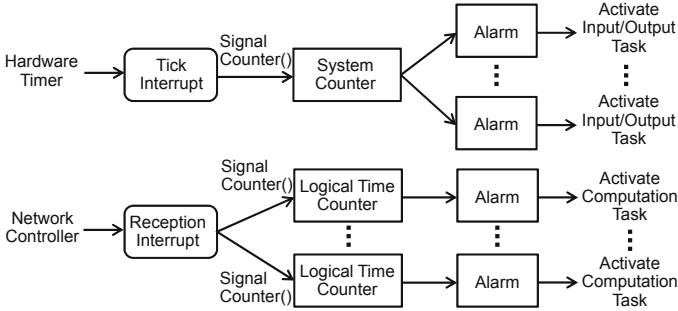 Hardware
Timer
Tick
Interrupt
Signal
Counter()
System
Counter
Alarm
Activate
Input/Output
Task
Alarm
Activate
Input/Output
Task
Network
Controller
Reception
Interrupt
Signal
Counter()
Logical Time
Counter
Alarm
Activate
Computation
Task
Signal
Counter()
Logical Time
Counter
Alarm
Activate
Computation
Task